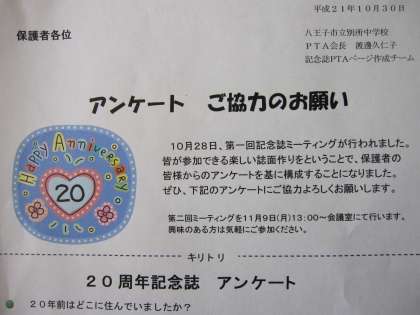 平成２１年１０月３０日
保護者各位
八王子市立別所中学校
ＰＴＡ会長　渡邊久仁子
記念誌PTAページ作成チーム
アンケート　ご協力のお願い
Happy Anniversary
20
１０月２８日、第一回記念誌ミーティングが行われました。
皆が参加できる楽しい誌面作りをということで、保護者の
皆様からのアンケートを基に構成することになりました。
ぜひ、下記のアンケートにご協力よろしくお願いします。
第二回ミーティングを11月９日(月)13:00～会議室にて行います。
興味のある方は気軽にご参加ください。
キリトリ
２０周年記念誌　アンケート
２０年前はどこに住んでいましたか？